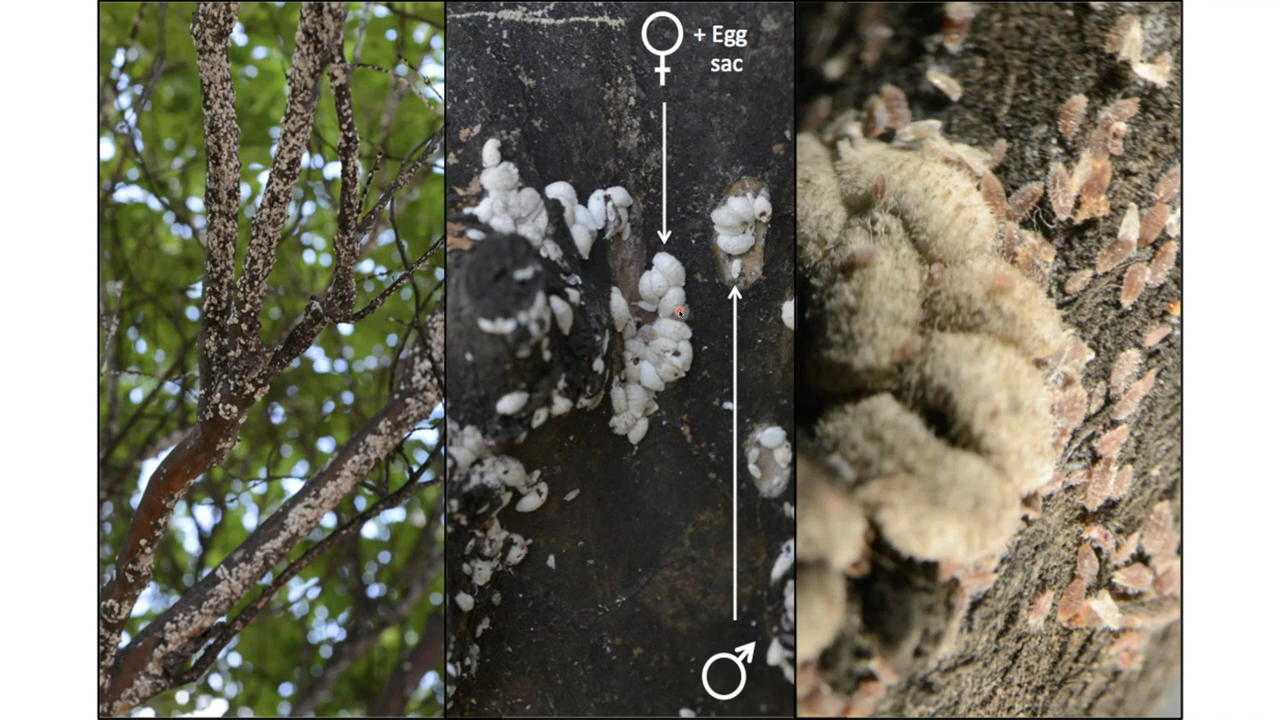 ♀ + Egg
sac
♂